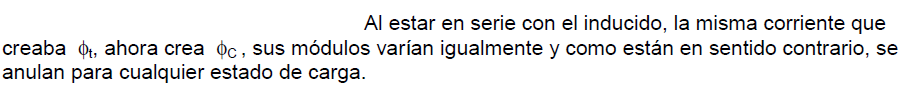 Al estar en serie con el inducido, la misma corriente que
creaba ϕt, ahora crea ϕC , sus módulos varían igualmente y como están en sentido contrario, se
anulan para cualquier estado de carga.